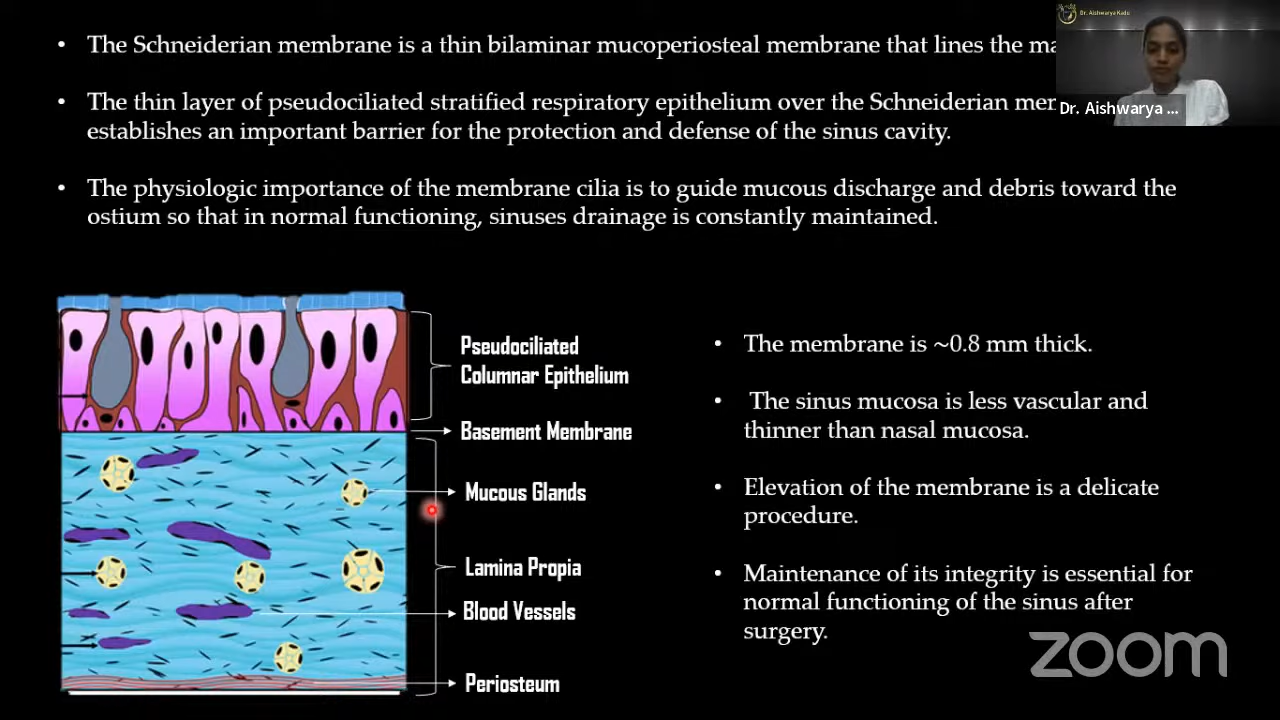 • The Schneiderian membrane is a thin bilaminar mucoperiosteal membrane that lines the
• The thin layer of pseudociliated stratified respiratory epithelium over the Schneiderian
establishes an important barrier for the protection and defense of the sinus cavity.
• The physiologic importance of the membrane cilia is to guide mucous discharge and debris toward the
ostium so that in normal functioning, sinuses drainage is constantly maintained.
Dr. Aishwarya Kadu
Dr. Aishwarya ...
Pseudociliated
Columnar Epithelium
Basement Membrane
Mucous Glands
Lamina Propia
Blood Vessels
Periosteum
• The membrane is ~0.8 mm thick.
• The sinus mucosa is less vascular and
thinner than nasal mucosa.
• Elevation of the membrane is a delicate
procedure.
• Maintenance of its integrity is essential for
normal functioning of the sinus after
surgery.
zoom